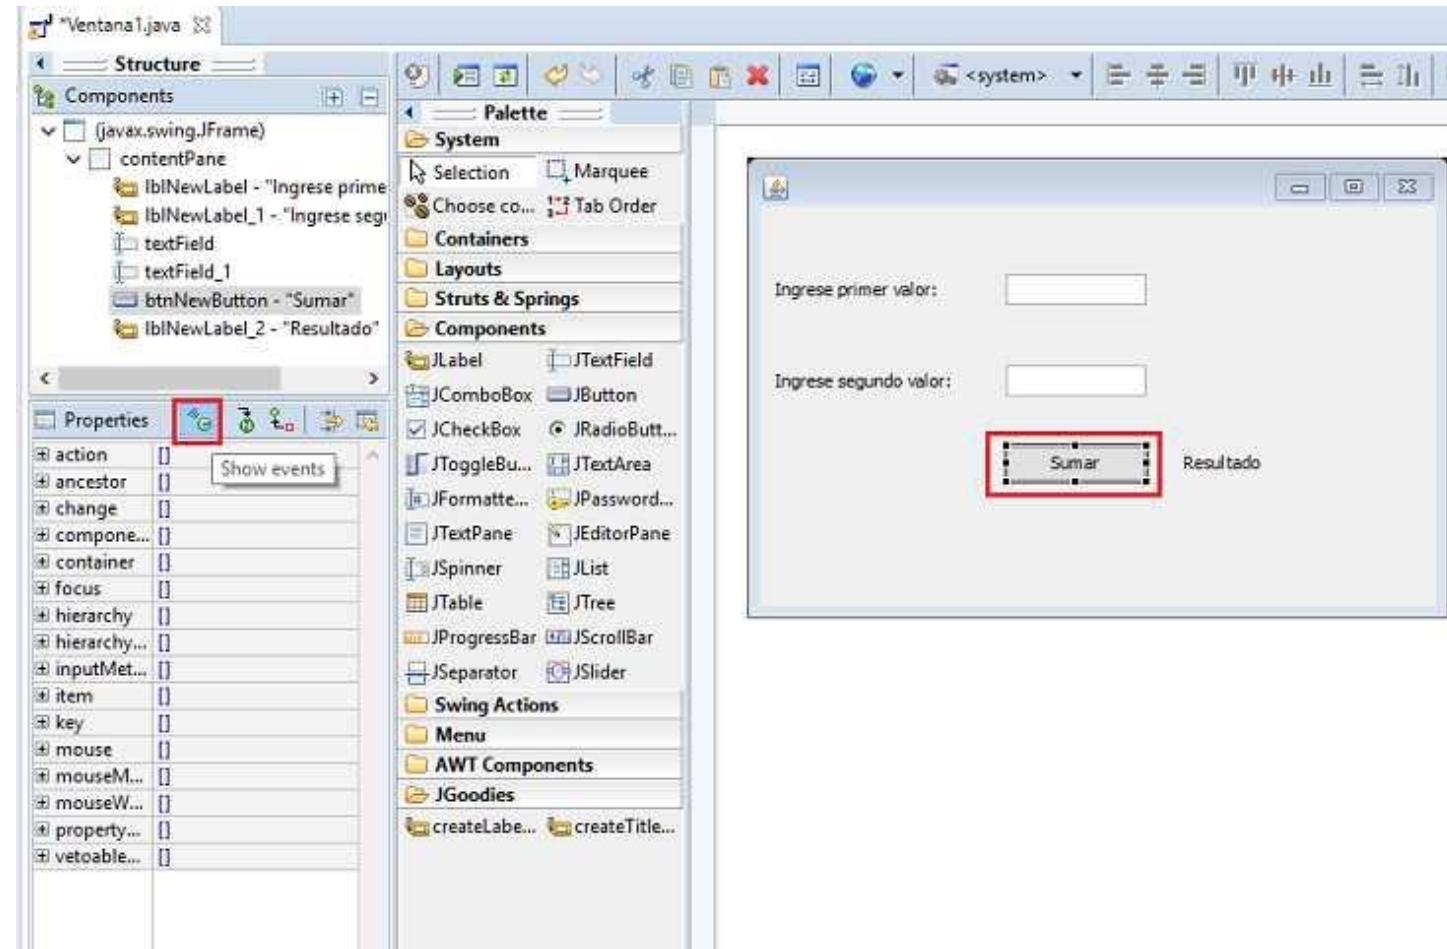 *Ventana1.java
Structure
Components
(javax.swing.JFrame)
contentPane
lblNewLabel - "Ingrese prime
lblNewLabel_1 - "Ingrese segu
textField
textField_1
btnNewButton - "Sumar"
lblNewLabel_2 - "Resultado"
Properties
Show events
action []
ancestor []
change []
compone... []
container []
focus []
hierarchy []
hierarchy... []
inputMet... []
item []
key []
mouse []
mouseM... []
mouseW... []
property... []
vetoable... []
<system>
Palette
System
Selection Marquee
Choose co... Tab Order
Containers
Layouts
Struts & Springs
Components
JLabel JTextField
JComboBox JButton
JCheckBox JRadioButt...
JToggleBu... JTextArea
JFormatte... JPassword...
JTextPane JEditorPane
JSpinner JList
JTable JTree
JProgressBar JScrollBar
JSeparator JSlider
Swing Actions
Menu
AWT Components
JGoodies
createLabe... createTitle...
Ingrese primer valor:
Ingrese segundo valor:
Sumar Resultado